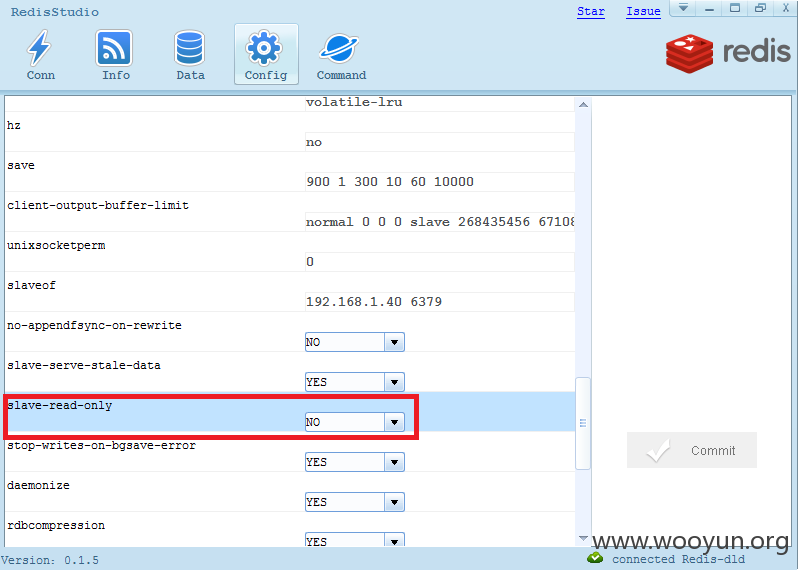 RedisStudio Star Issue
Conn Info Data Config Command
redis
volatile-lru
hz
no
save
900 1 300 10 60 10000
client-output-buffer-limit
normal 0 0 0 slave 268435456 67108
unixsocketperm
0
slaveof
192.168.1.40 6379
no-appendfsync-on-rewrite
NO
slave-serve-stale-data
YES
slave-read-only
NO
stop-writes-on-bgsave-error
YES
daemonize
YES
rdbcompression
YES
Commit
www.wooyun.org
Version: 0.1.5
connected Redis-dld